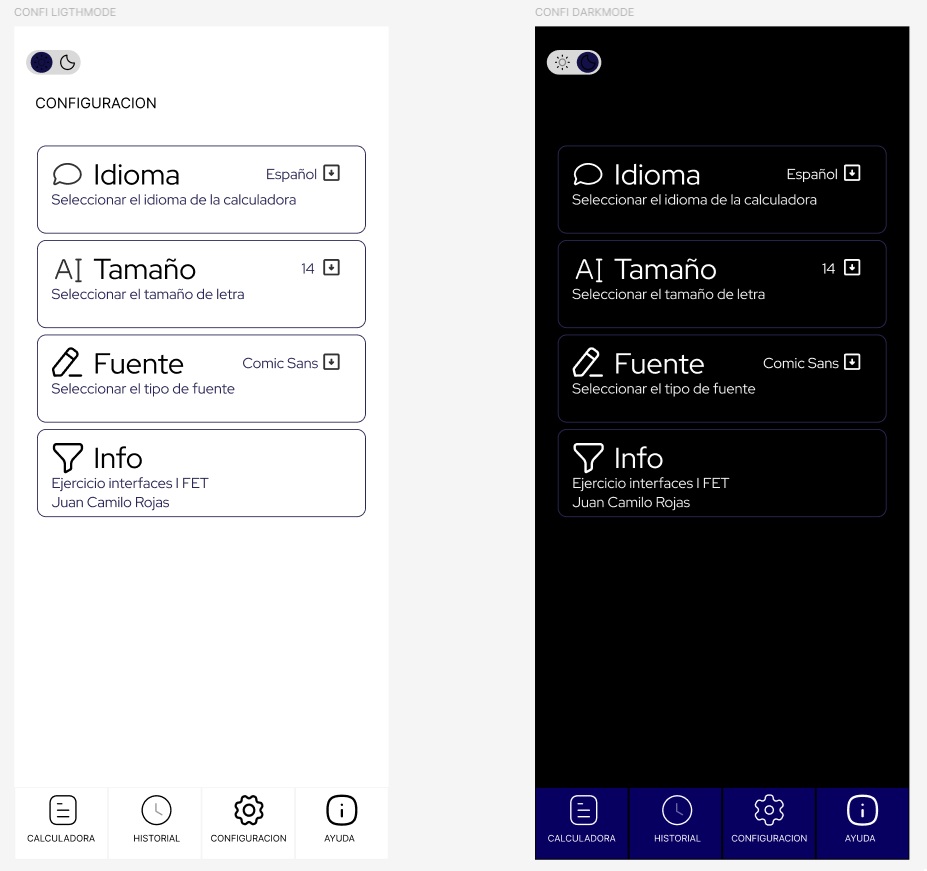 CONFI LIGTHMODE
CONFIGURACION
Idioma
Español
Seleccionar el idioma de la calculadora
AI Tamaño
14
Seleccionar el tamaño de letra
Fuente
Comic Sans
Seleccionar el tipo de fuente
Info
Ejercicio interfaces I FET
Juan Camilo Rojas
CALCULADORA
HISTORIAL
CONFIGURACION
AYUDA
CONFI DARKMODE
Idioma
Español
Seleccionar el idioma de la calculadora
AI Tamaño
14
Seleccionar el tamaño de letra
Fuente
Comic Sans
Seleccionar el tipo de fuente
Info
Ejercicio interfaces I FET
Juan Camilo Rojas
CALCULADORA
HISTORIAL
CONFIGURACION
AYUDA